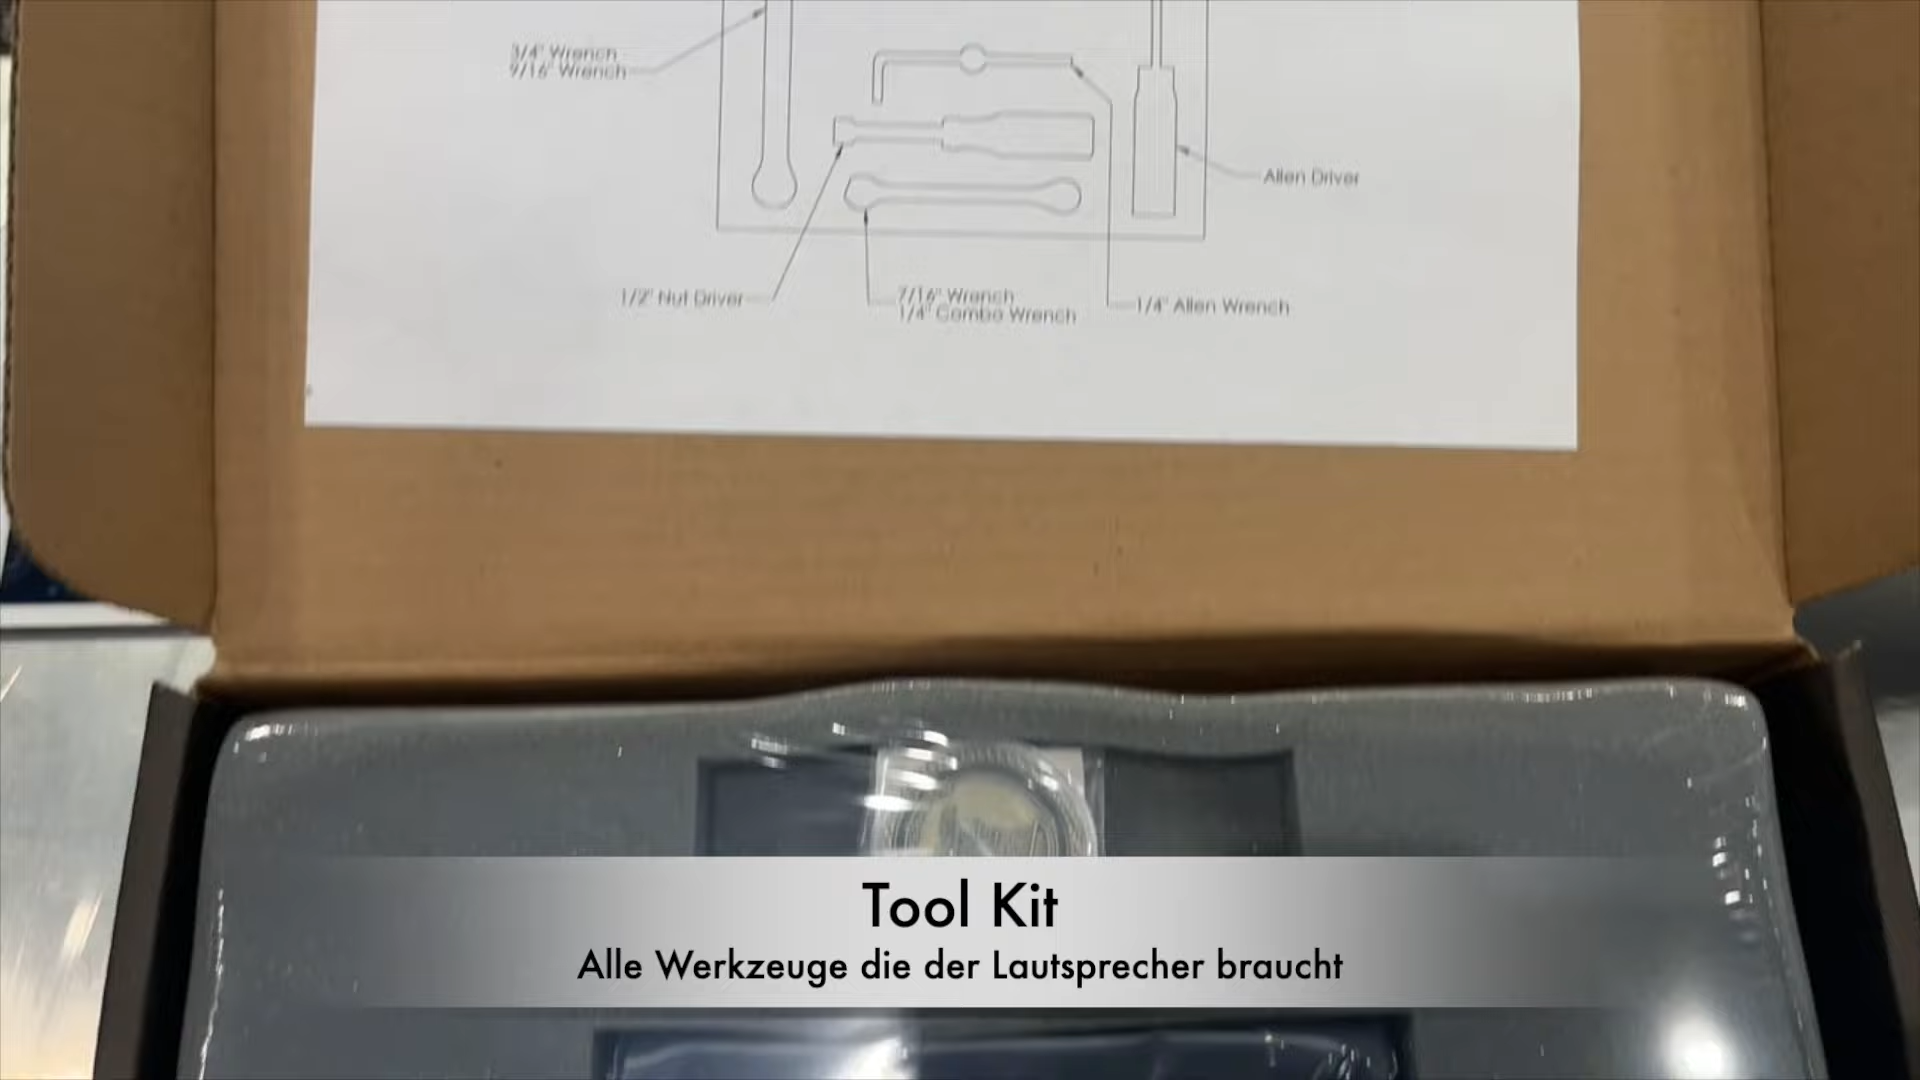 3/4" Wrench
9/16" Wrench
Allen Driver
1/2" Nut Driver
7/16" Wrench
1/4" Combo Wrench
1/4" Allen Wrench
Tool Kit
Alle Werkzeuge die der Lautsprecher braucht